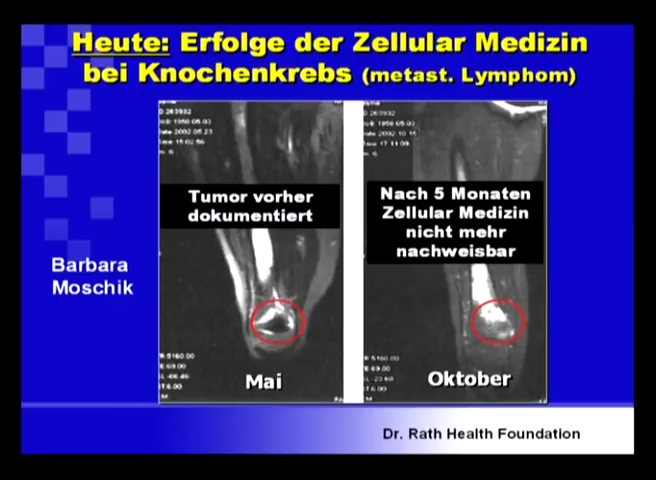 Heute: Erfolge der Zellular Medizin
bei Knochenkrebs (metast. Lymphom)
Tumor vorher
dokumentiert
Nach 5 Monaten
Zellular Medizin
nicht mehr
nachweisbar
Barbara
Moschik
Mai
Oktober
Dr. Rath Health Foundation